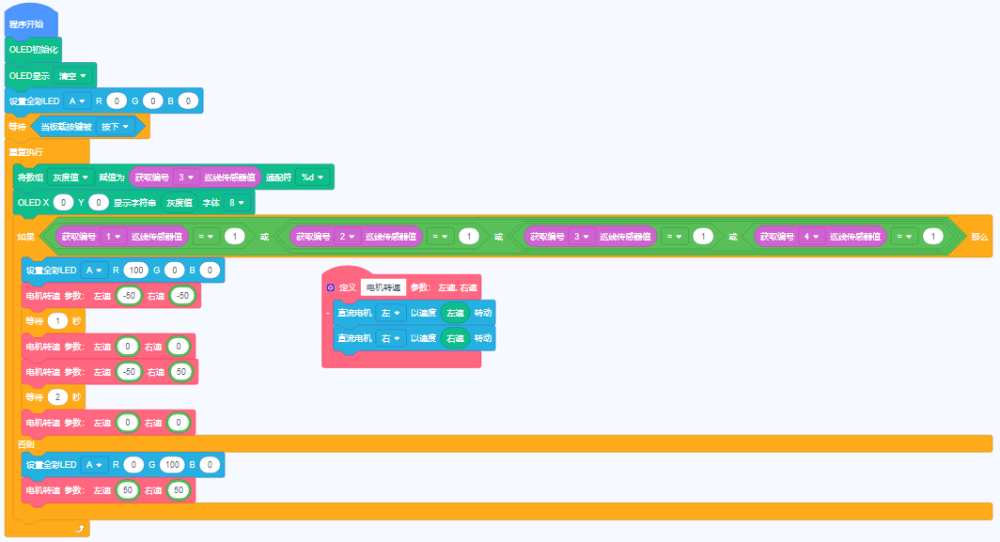 程序开始
OLED初始化
OLED显示 清空
设置全彩LED A R 0 G 0 B 0
等待 当板载按键被 按下
重复执行
将数组 灰度值 赋值为 获取编号 3 巡线传感器值 适配符 %d
OLED X 0 Y 0 显示字符串 灰度值 字体 8
如果 获取编号 1 巡线传感器值 = 1 或 获取编号 2 巡线传感器值 = 1 或 获取编号 3 巡线传感器值 = 1 或 获取编号 4 巡线传感器值 = 1 那么
设置全彩LED A R 100 G 0 B 0
电机转速 参数: 左速 -50 右速 -50
等待 1 秒
电机转速 参数: 左速 0 右速 0
电机转速 参数: 左速 -50 右速 50
等待 2 秒
电机转速 参数: 左速 0 右速 0
否则
设置全彩LED A R 0 G 100 B 0
电机转速 参数: 左速 50 右速 50
定义 电机转速 参数: 左速, 右速
- 直流电机 左 以速度 左速 转动
直流电机 右 以速度 右速 转动